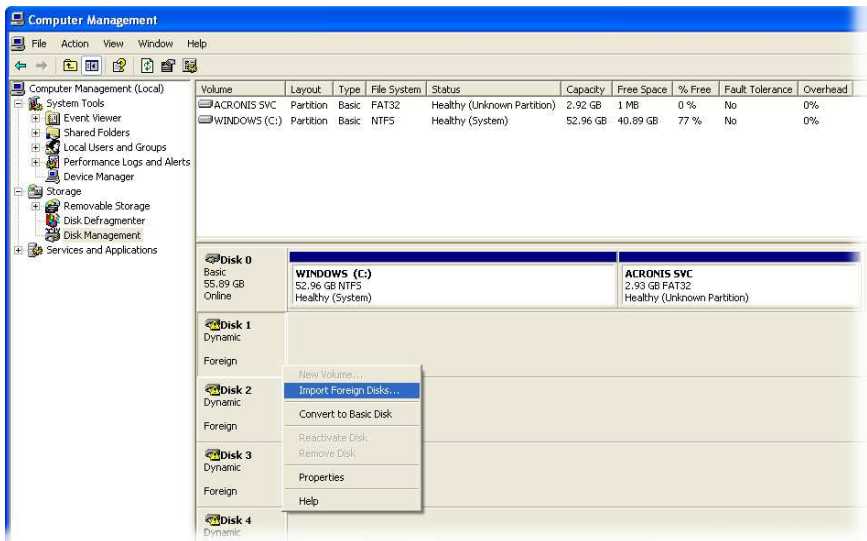 Computer Management
File Action View Window Help
Computer Management (Local)
System Tools
Event Viewer
Shared Folders
Local Users and Groups
Performance Logs and Alerts
Device Manager
Storage
Removable Storage
Disk Defragmenter
Disk Management
Services and Applications
Volume Layout Type File System Status Capacity Free Space % Free Fault Tolerance Overhead
ACRONIS SVC Partition Basic FAT32 Healthy (Unknown Partition) 2.92 GB 1 MB 0 % No 0%
WINDOWS (C:) Partition Basic NTFS Healthy (System) 52.96 GB 40.89 GB 77 % No 0%
Disk 0
Basic
55.89 GB
Online
WINDOWS (C:)
52.96 GB NTFS
Healthy (System)
ACRONIS SVC
2.93 GB FAT32
Healthy (Unknown Partition)
Disk 1
Dynamic
Foreign
Disk 2
Dynamic
Foreign
Disk 3
Dynamic
Foreign
Disk 4
Dynamic
New Volume...
Import Foreign Disks...
Convert to Basic Disk
Reactivate Disk
Remove Disk
Properties
Help